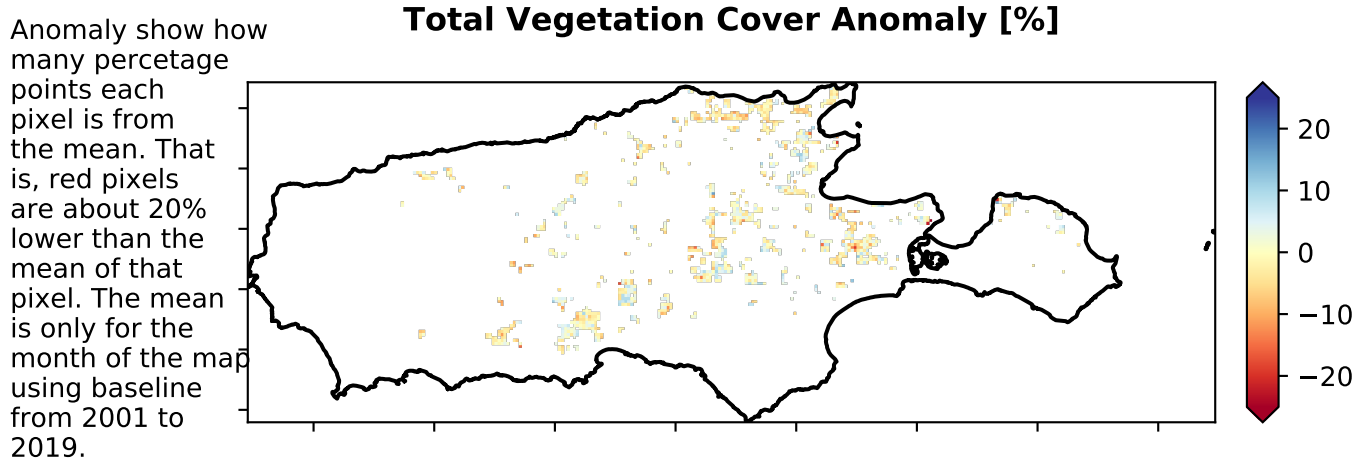 Total Vegetation Cover Anomaly [%]
Anomaly show how
many percetage
points each
pixel is from
the mean. That
is, red pixels
are about 20%
lower than the
mean of that
pixel. The mean
is only for the
month of the map
using baseline
from 2001 to
2019.
20
10
0
−10
−20